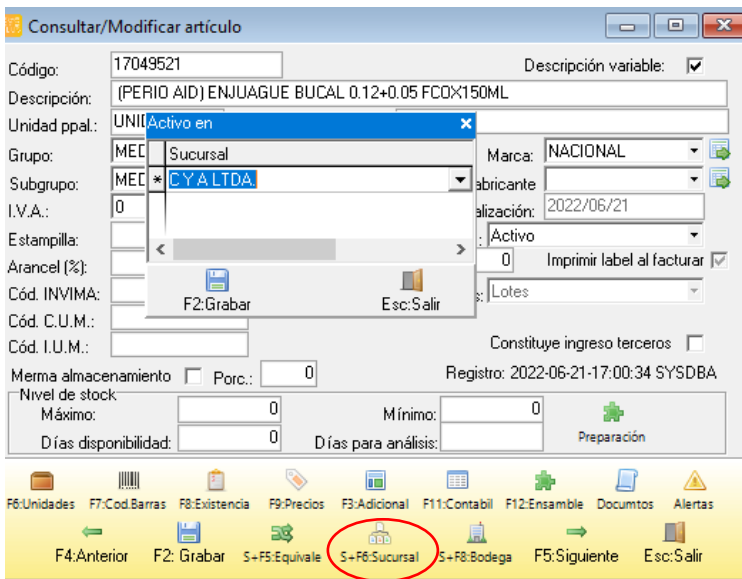 Consultar/Modificar artículo
Código: 17049521 Descripción variable:
Descripción: (PERIO AID) ENJUAGUE BUCAL 0.12+0.05 FCOX150ML
Unidad ppal.: UNI
Activo en
Sucursal
* C Y A LTDA.
F2:Grabar Esc:Salir
Grupo: MED Marca: NACIONAL
Subgrupo: MED abricante
I.V.A.: 0 alización: 2022/06/21
Estampilla: : Activo
Arancel (%): 0 Imprimir label al facturar
Cód. INVIMA: s: Lotes
Cód. C.U.M.:
Cód. I.U.M.: Constituye ingreso terceros
Merma almacenamiento Porc.: 0 Registro: 2022-06-21-17:00:34 SYSDBA
Nivel de stock
Máximo: 0 Mínimo: 0
Días disponibilidad: 0 Días para análisis: Preparación
F6:Unidades F7:Cod.Barras F8:Existencia F9:Precios F3:Adicional F11:Contabil F12:Ensamble Documtos Alertas
F4:Anterior F2: Grabar S+F5:Equivale S+F6:Sucursal S+F8:Bodega F5:Siguiente Esc:Salir